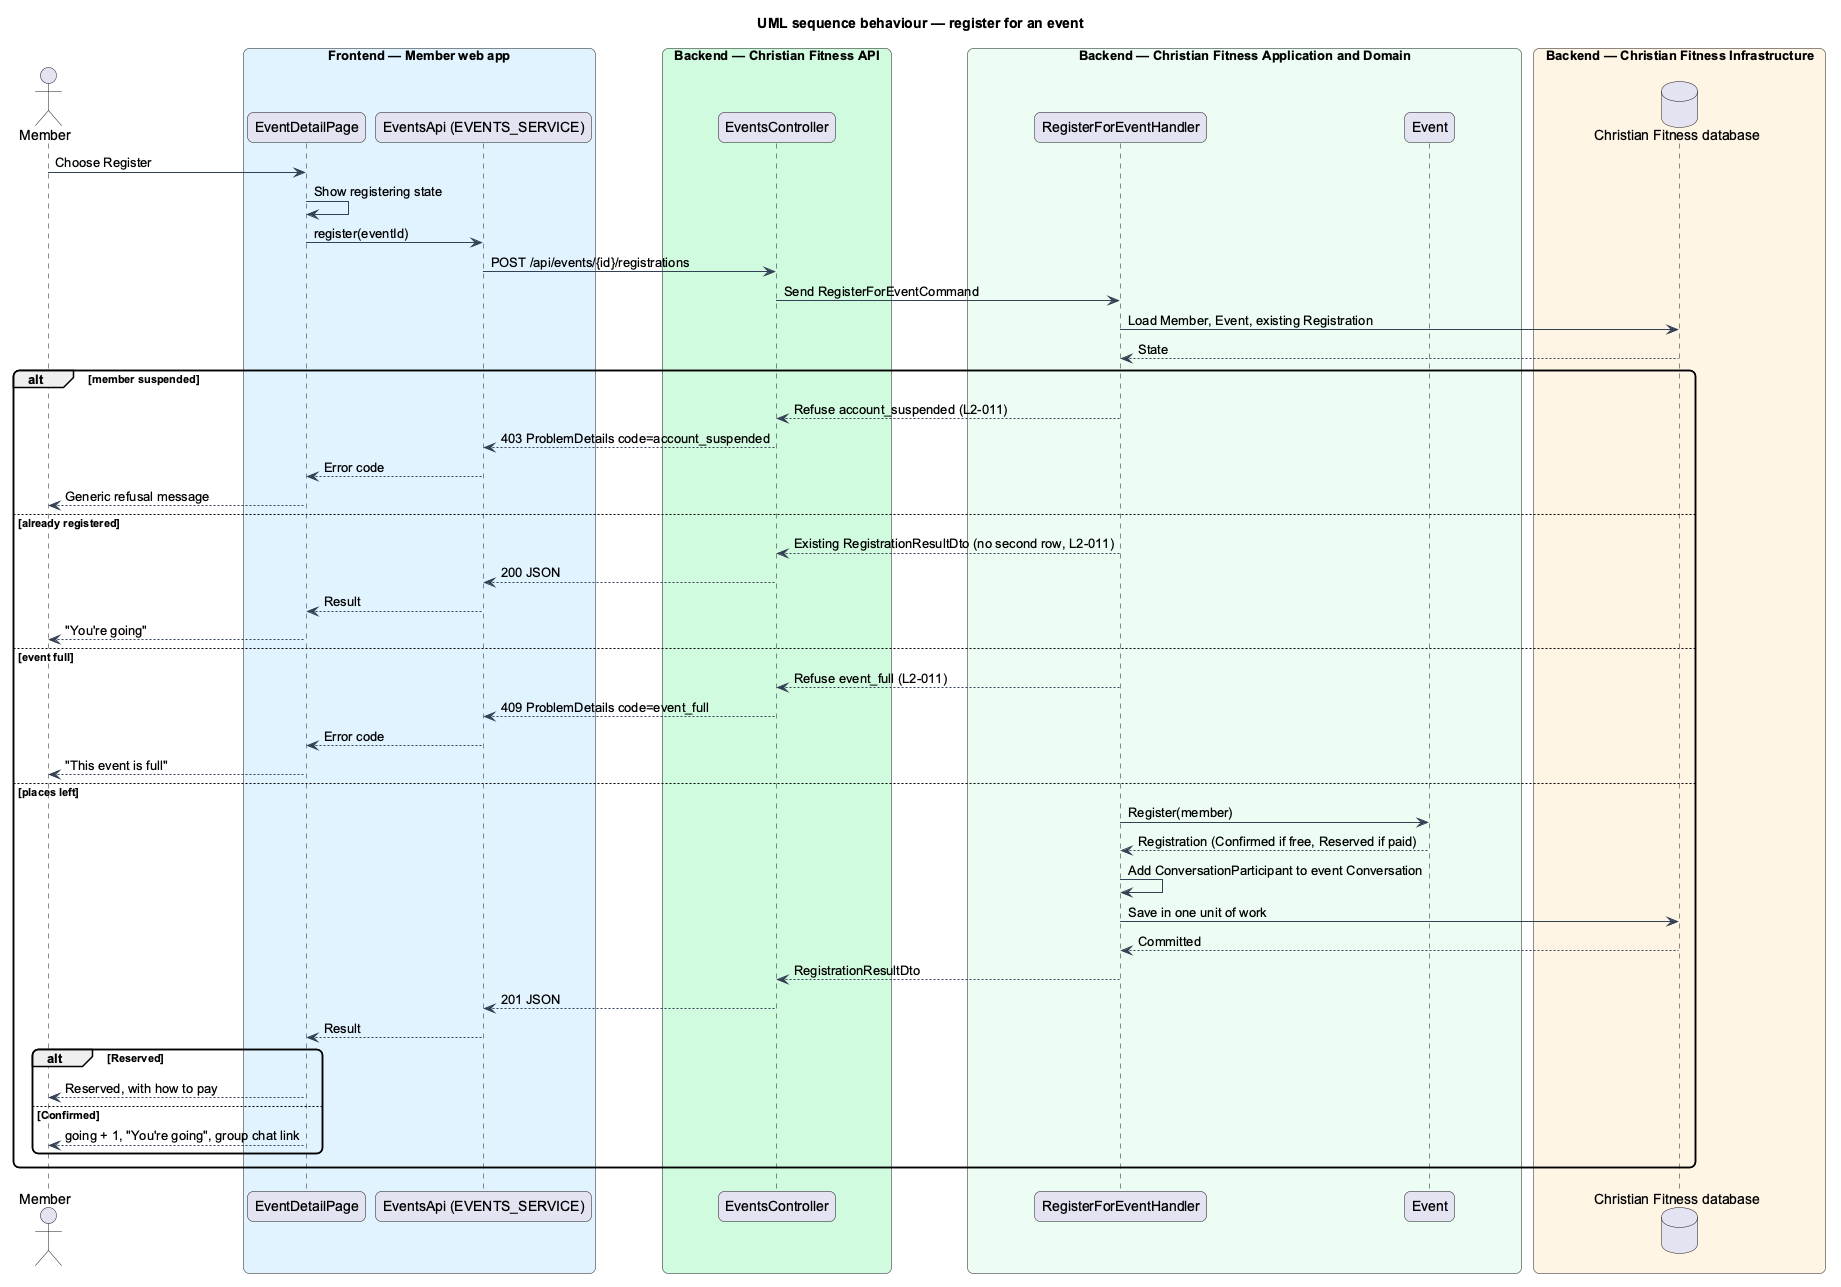 UML sequence behaviour — register for an event
Frontend — Member web app
Backend — Christian Fitness API
Backend — Christian Fitness Application and Domain
Backend — Christian Fitness Infrastructure
Member
EventDetailPage
EventsApi (EVENTS_SERVICE)
EventsController
RegisterForEventHandler
Event
Christian Fitness database
Choose Register
Show registering state
register(eventId)
POST /api/events/{id}/registrations
Send RegisterForEventCommand
Load Member, Event, existing Registration
State
alt
[member suspended]
Refuse account_suspended (L2-011)
403 ProblemDetails code=account_suspended
Error code
Generic refusal message
[already registered]
Existing RegistrationResultDto (no second row, L2-011)
200 JSON
Result
"You're going"
[event full]
Refuse event_full (L2-011)
409 ProblemDetails code=event_full
Error code
"This event is full"
[places left]
Register(member)
Registration (Confirmed if free, Reserved if paid)
Add ConversationParticipant to event Conversation
Save in one unit of work
Committed
RegistrationResultDto
201 JSON
Result
alt
[Reserved]
Reserved, with how to pay
[Confirmed]
going + 1, "You're going", group chat link
Member
EventDetailPage
EventsApi (EVENTS_SERVICE)
EventsController
RegisterForEventHandler
Event
Christian Fitness database